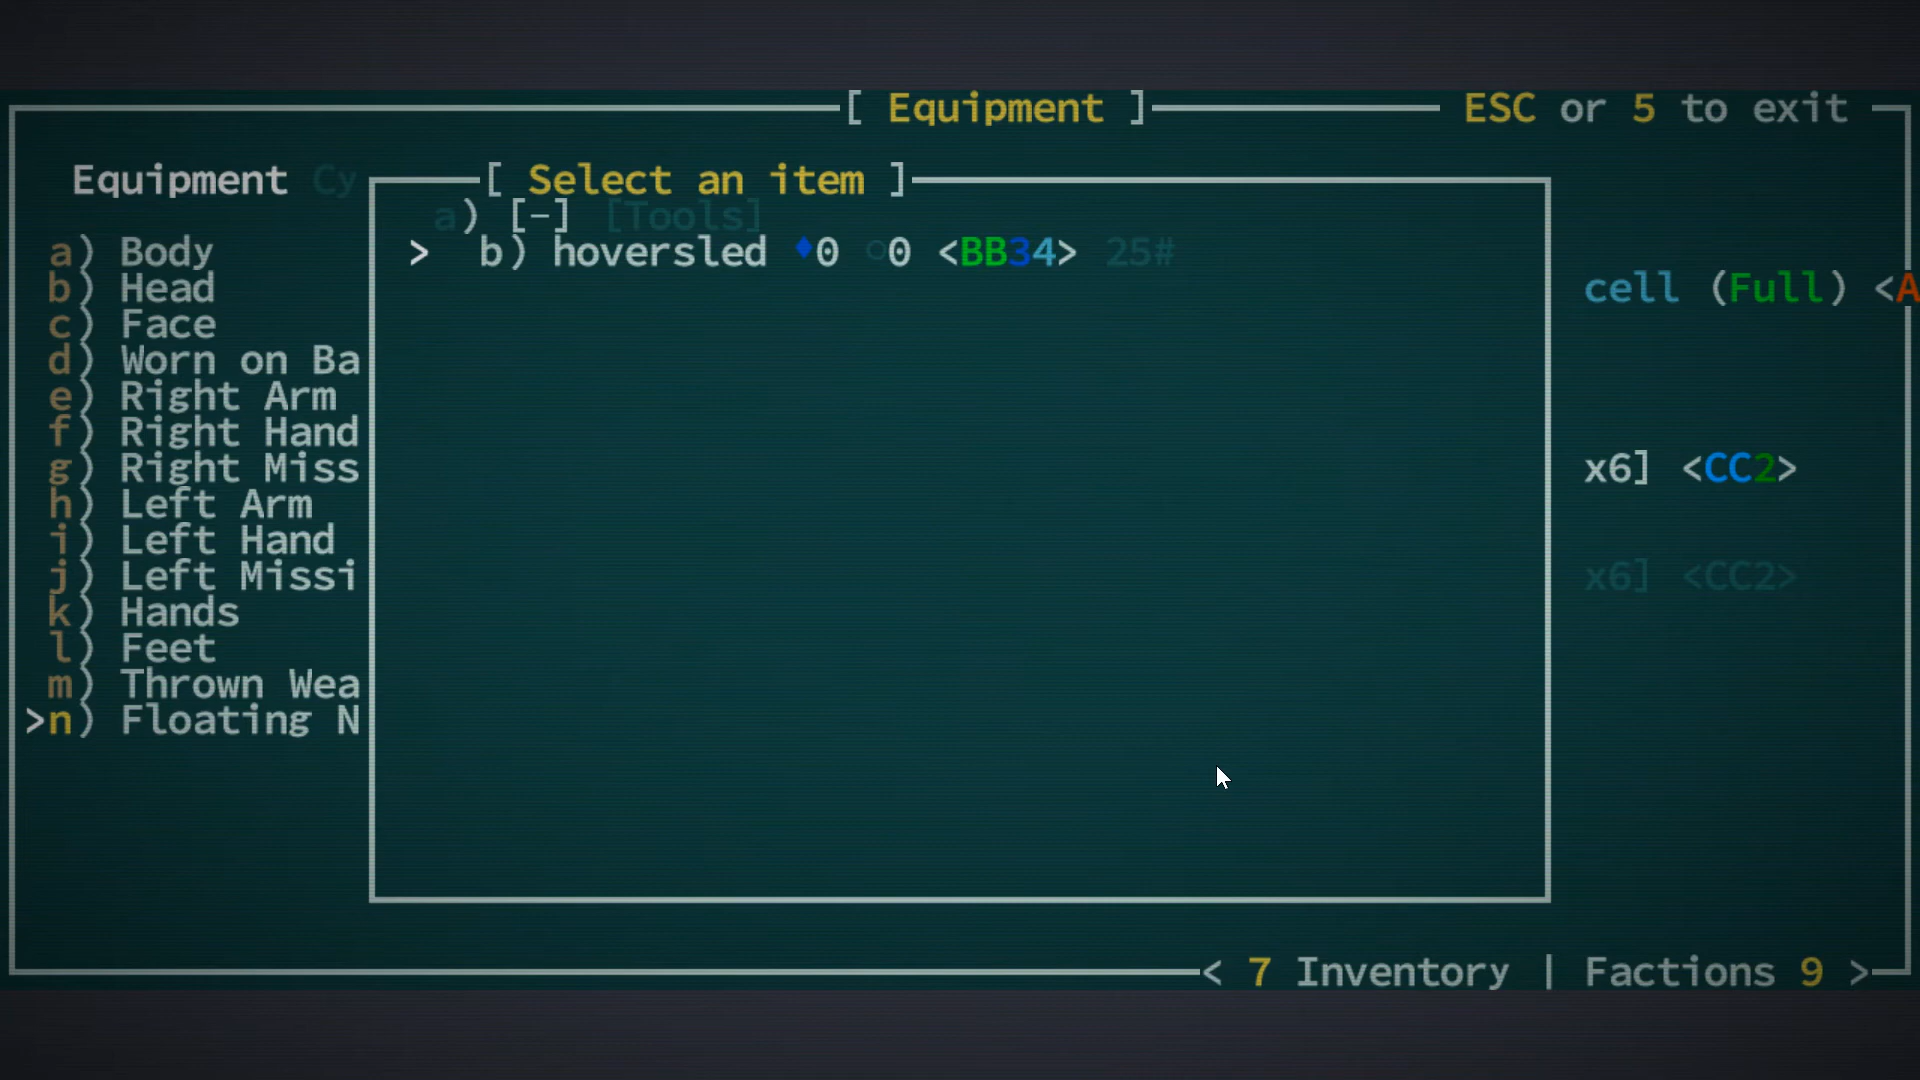 [ Equipment ] ESC or 5 to exit
Equipment Cy
[ Select an item ]
a) [-] [Tools]
> b) hoversled ♦0 ○0 <BB34> 25#
a) Body
b) Head
c) Face
d) Worn on Ba
e) Right Arm
f) Right Hand
g) Right Miss
h) Left Arm
i) Left Hand
j) Left Missi
k) Hands
l) Feet
m) Thrown Wea
>n) Floating N
cell (Full) <A
x6] <CC2>
x6] <CC2>
< 7 Inventory | Factions 9 >